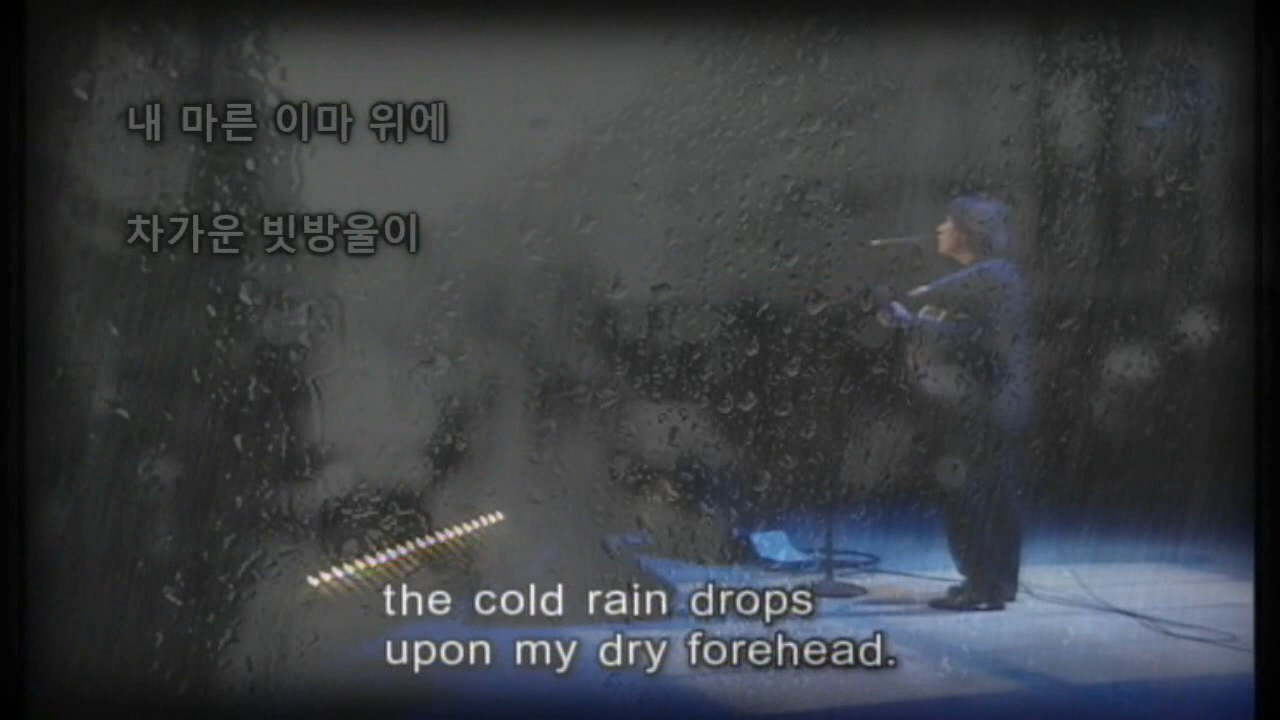 내 마른 이마 위에
차가운 빗방울이
the cold rain drops
upon my dry forehead.